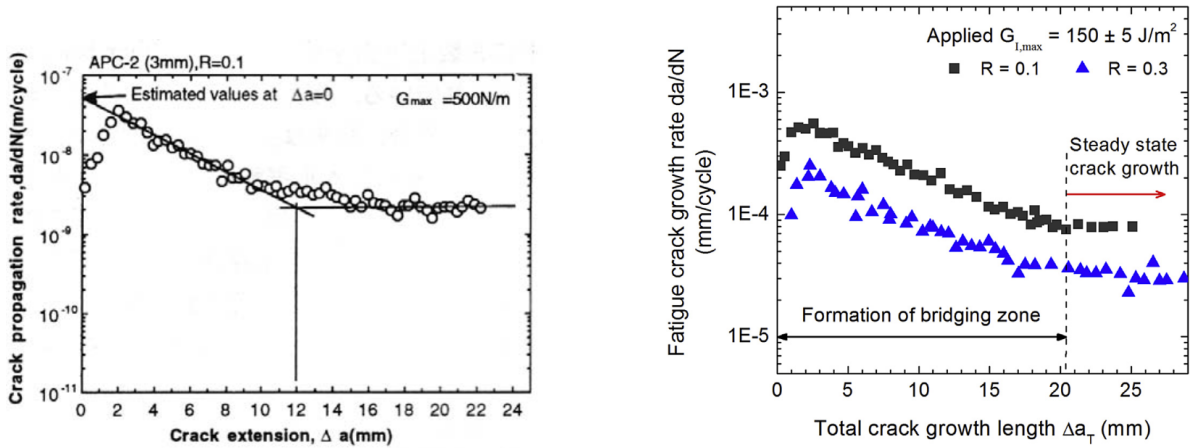 APC-2 (3mm),R=0.1
Estimated values at Δa=0
Gmax =500N/m
Crack propagation rate,da/dN(m/cycle)
10-7
10-8
10-9
10-10
10-11
0 2 4 6 8 10 12 14 16 18 20 22 24
Crack extension, Δ a(mm)
Applied GI,max = 150 ± 5 J/m2
R = 0.1 R = 0.3
Steady state
crack growth
Formation of bridging zone
Fatigue crack growth rate da/dN
(mm/cycle)
1E-3
1E-4
1E-5
0 5 10 15 20 25
Total crack growth length ΔaT (mm)